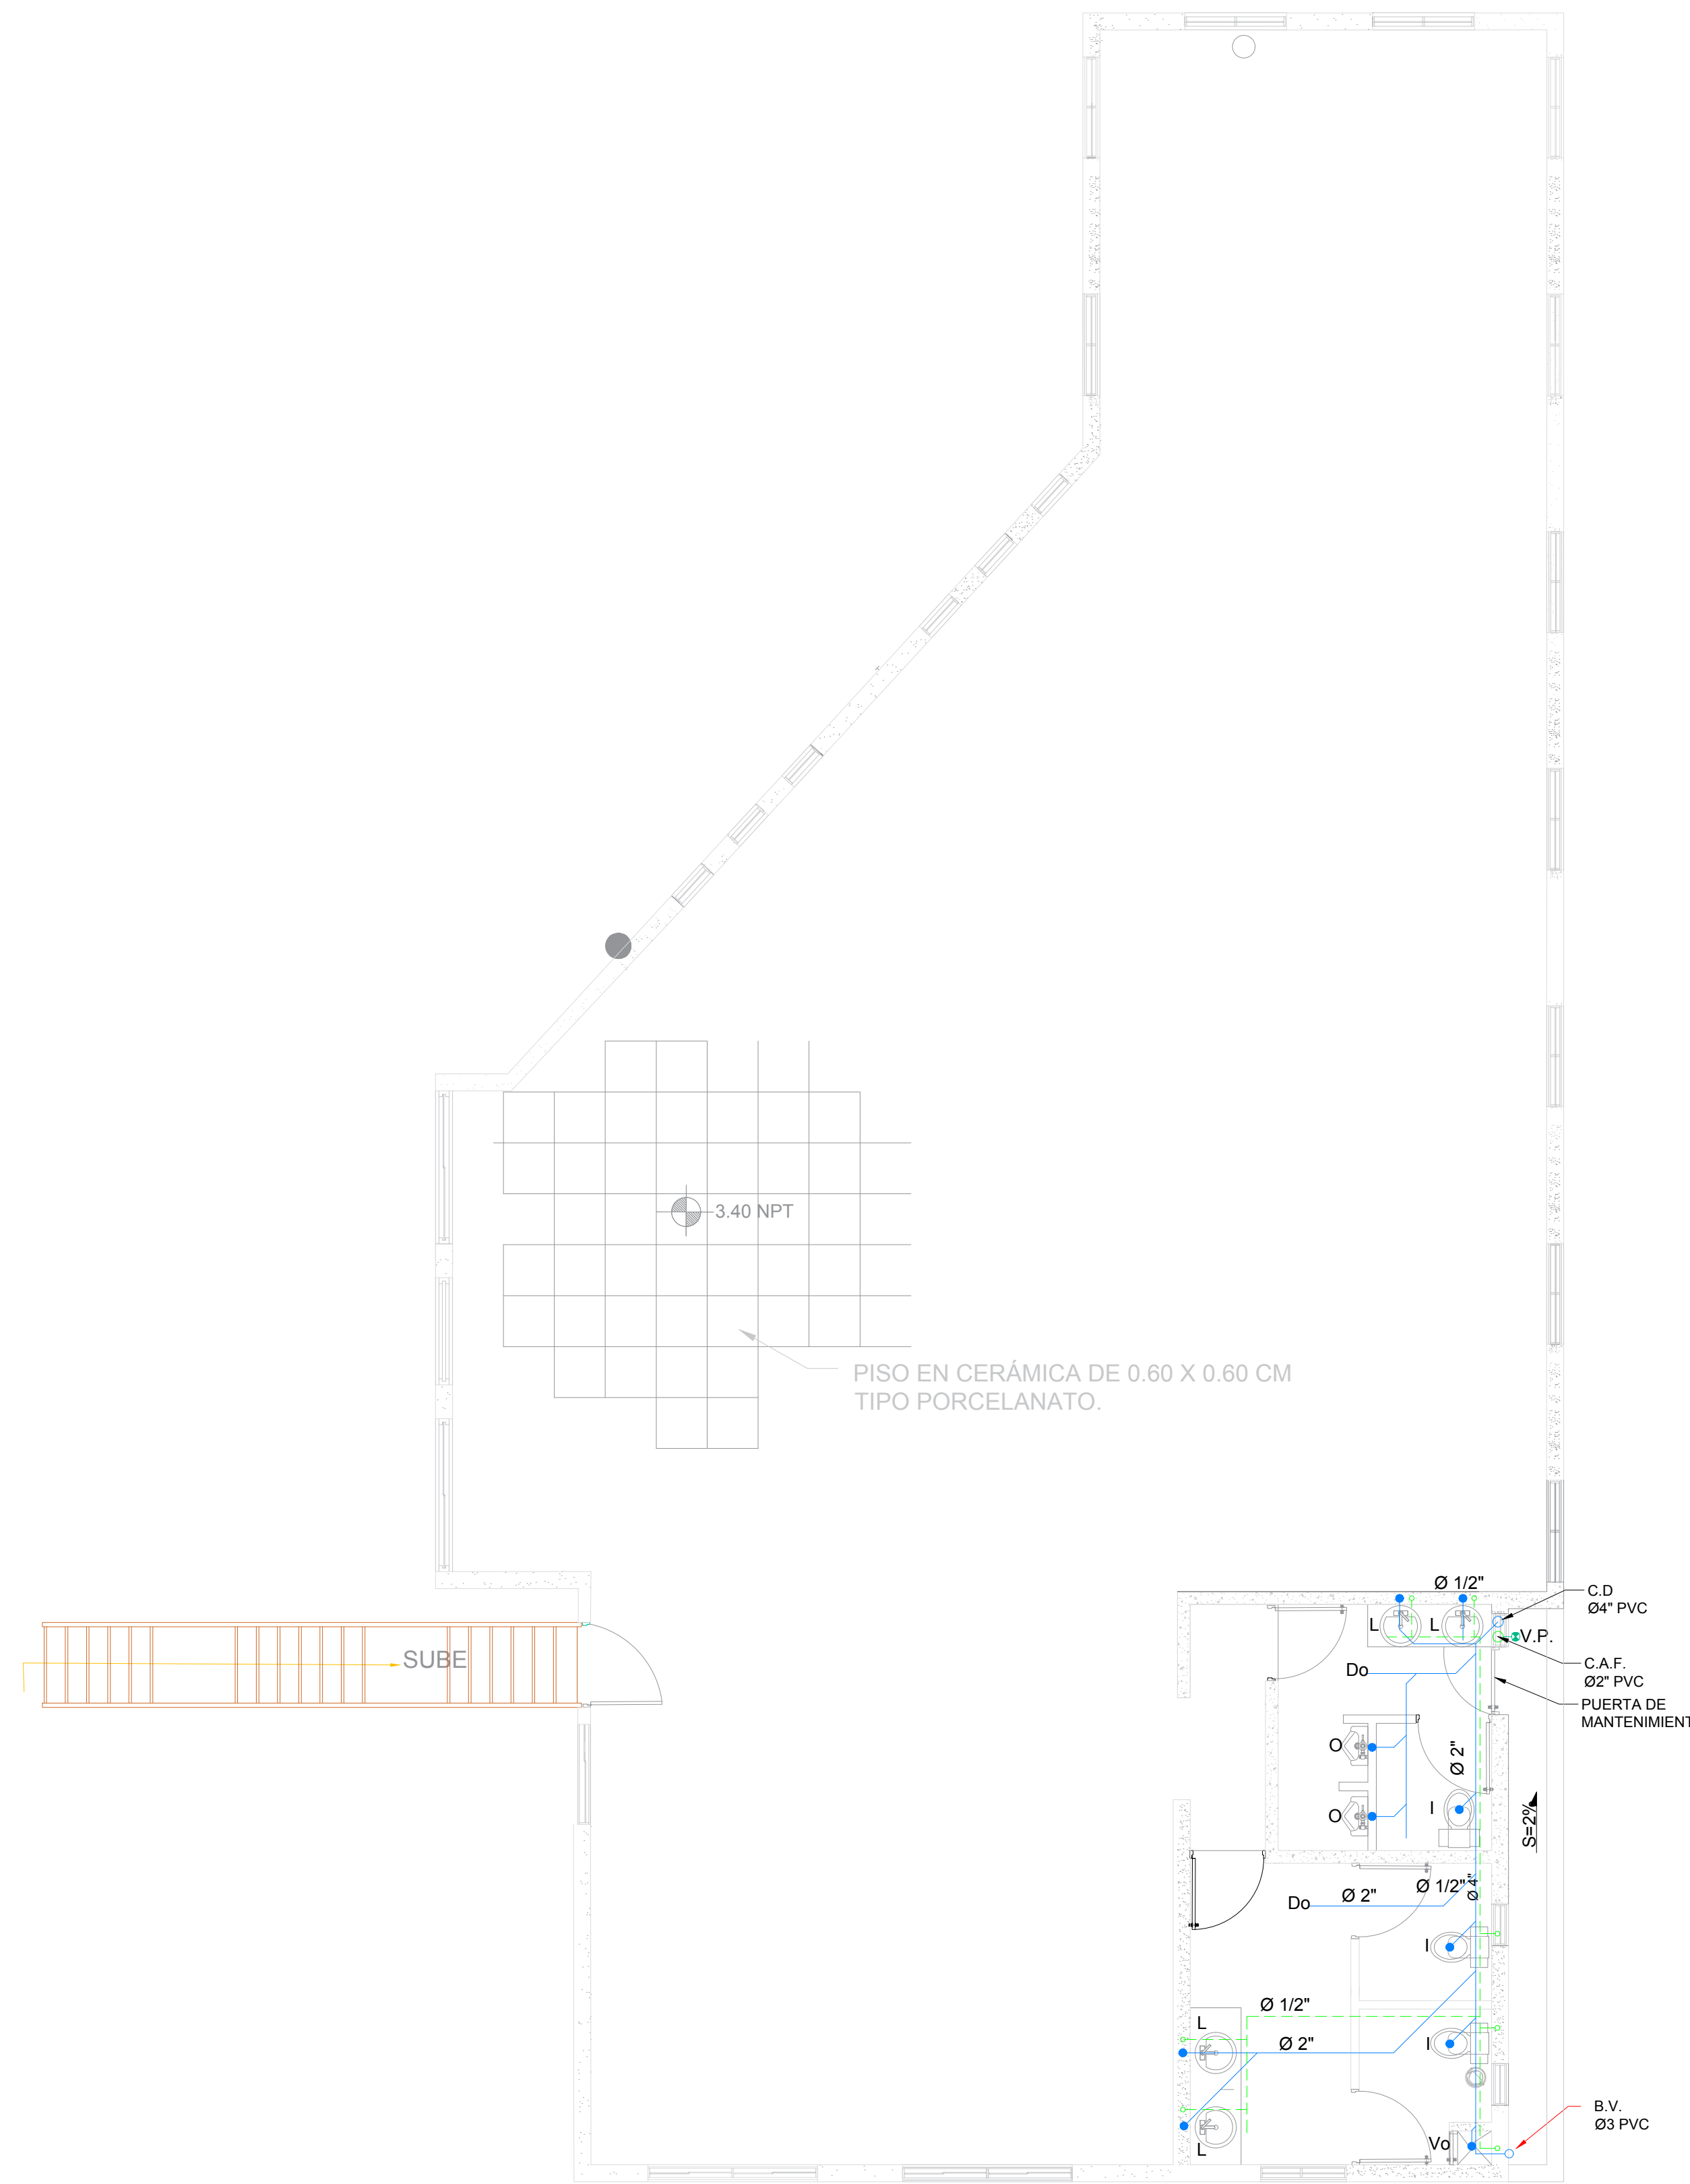 3.40 NPT
PISO EN CERÁMICA DE 0.60 X 0.60 CM
TIPO PORCELANATO.
SUBE
Ø 1/2"
C.D
Ø4" PVC
L
L
V.P.
C.A.F.
Ø2" PVC
Do
PUERTA DE
MANTENIMIENT
O
Ø 2"
O
I
S=2%
Do
Ø 2"
Ø 1/2"
Ø 4"
I
Ø 1/2"
L
Ø 2"
I
B.V.
Ø3 PVC
Vo
L